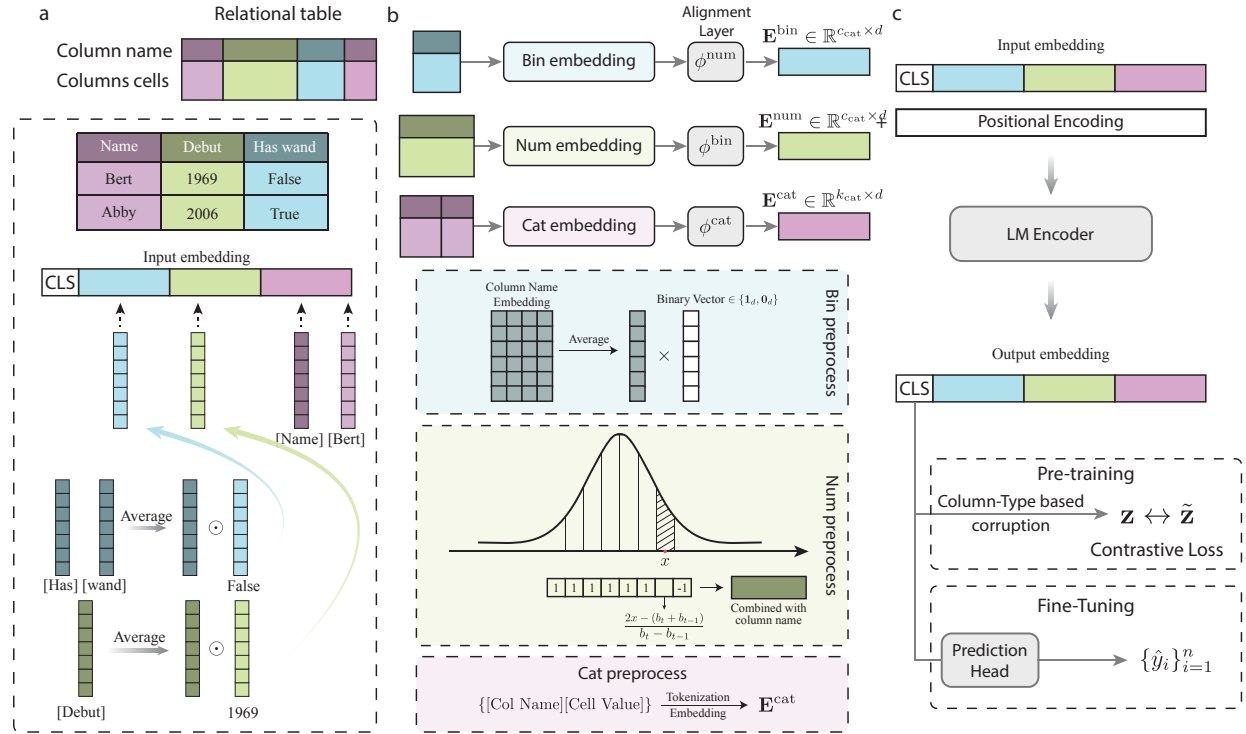 a
Relational table
Column name
Columns cells
Name Debut Has wand
Bert 1969 False
Abby 2006 True
Input embedding
CLS
[Name] [Bert]
Average
[Has] [wand] False
Average
[Debut] 1969
b
Alignment
Layer
Bin embedding
ϕ^num
E^bin ∈ ℝ^{c_cat × d}
Num embedding
ϕ^bin
E^num ∈ ℝ^{c_cat × d}
Cat embedding
ϕ^cat
E^cat ∈ ℝ^{k_cat × d}
Column Name
Embedding
Average
×
Binary Vector ∈ {1_d, 0_d}
Bin preprocess
x
1 1 1 1 1 1 -1
2x − (b_t + b_{t−1})
b_t − b_{t−1}
Combined with
column name
Num preprocess
Cat preprocess
{[Col Name][Cell Value]}
Tokenization
Embedding
E^cat
c
Input embedding
CLS
+
Positional Encoding
LM Encoder
Output embedding
CLS
Pre-training
Column-Type based
corruption
z ↔ z̃
Contrastive Loss
Fine-Tuning
Prediction
Head
{ŷ_i}_{i=1}^n